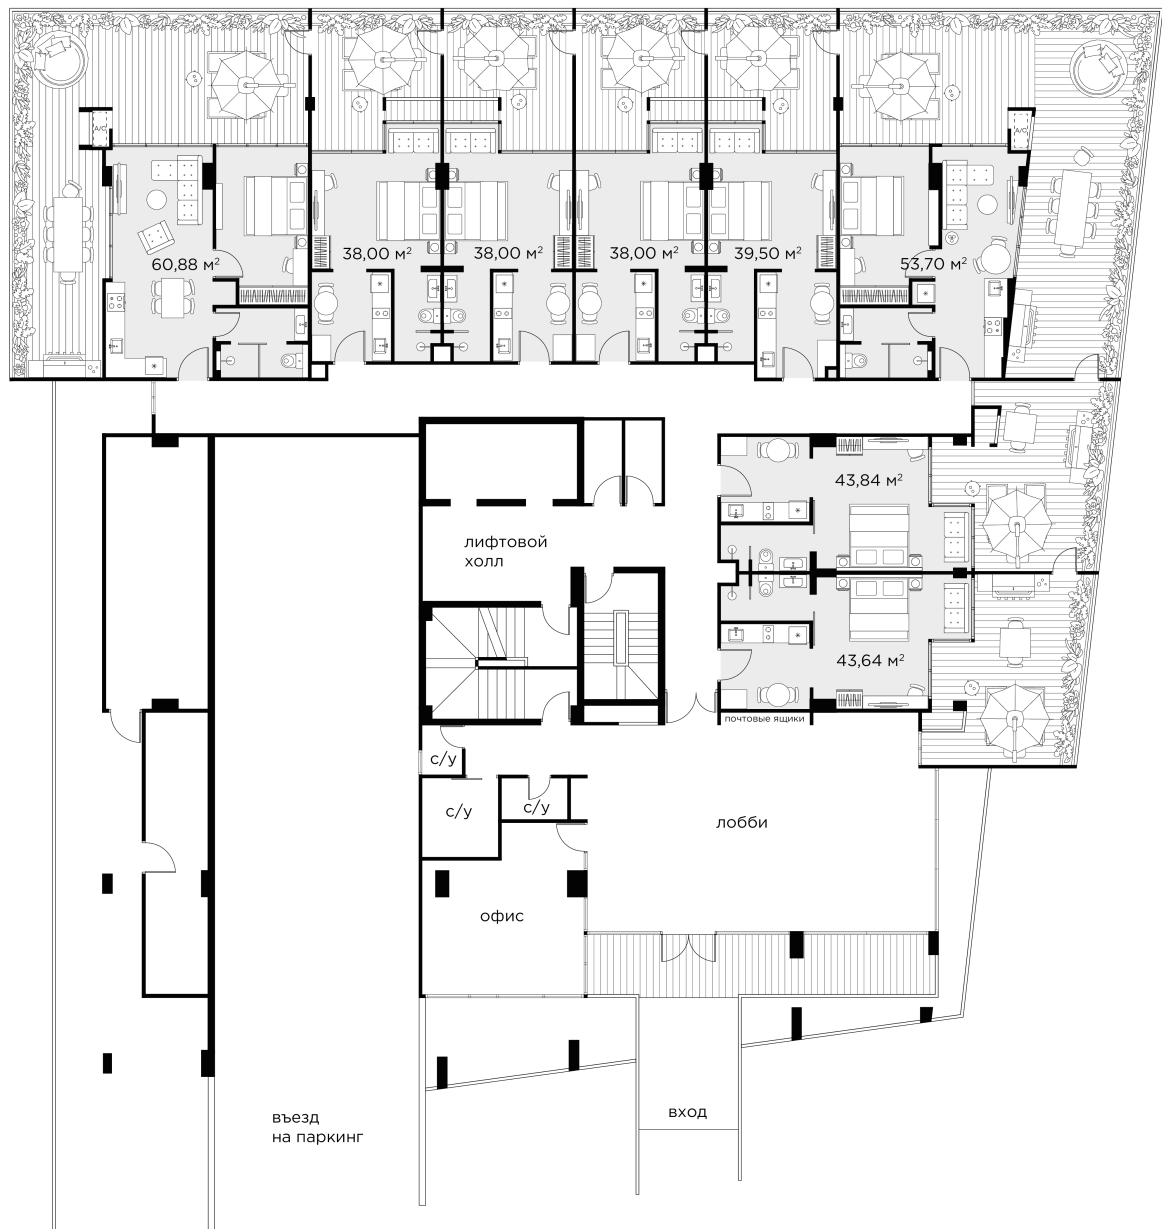 A/C
A/C
60,88 м²
38,00 м²
38,00 м²
38,00 м²
39,50 м²
53,70 м²
43,84 м²
лифтовой
холл
43,64 м²
почтовые ящики
с/у
с/у
с/у
лобби
офис
вход
въезд
на паркинг